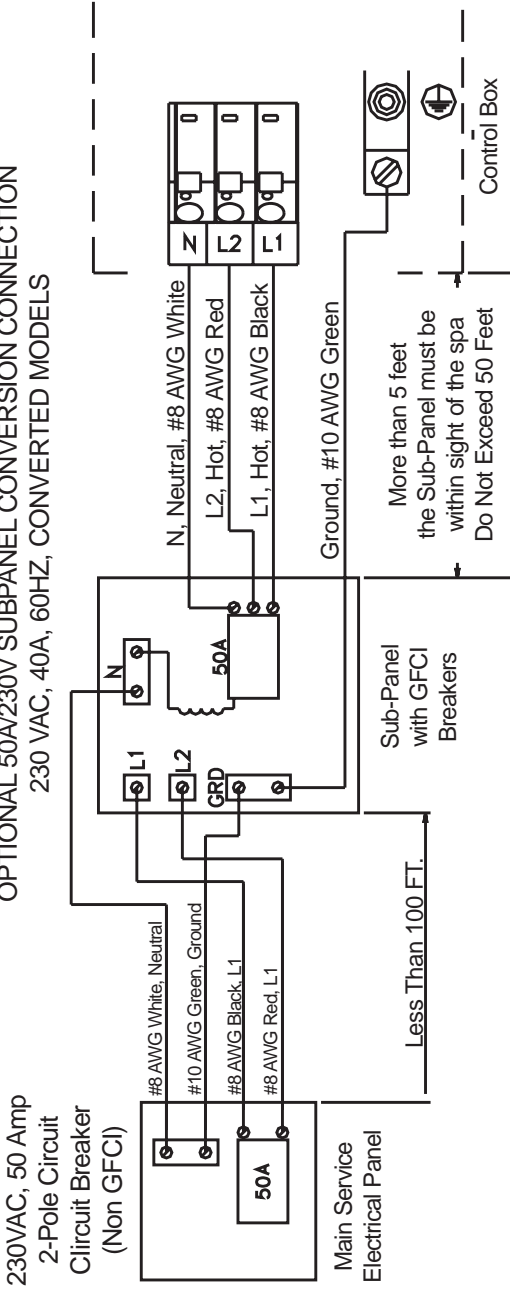 OPTIONAL 50A/230V SUBPANEL CONVERSION CONNECTION
230 VAC, 40A, 60HZ, CONVERTED MODELS
230VAC, 50 Amp
2-Pole Circuit
CIircuit Breaker
(Non GFCI)
#8 AWG White, Neutral
#10 AWG Green, Ground
#8 AWG Black, L1
#8 AWG Red, L1
50A
Main Service
Electrical Panel
Less Than 100 FT.
N
L1
L2
GRD
50A
Sub-Panel
with GFCI
Breakers
N, Neutral, #8 AWG White
L2, Hot, #8 AWG Red
L1, Hot, #8 AWG Black
Ground, #10 AWG Green
More than 5 feet
the Sub-Panel must be
within sight of the spa
Do Not Exceed 50 Feet
N
L2
L1
Control Box